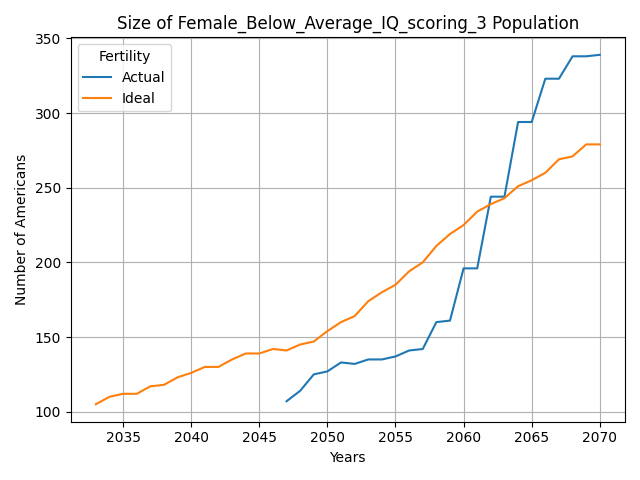 Size of Female_Below_Average_IQ_scoring_3 Population
Fertility
Actual
Ideal
Number of Americans
350
300
250
200
150
100
2035 2040 2045 2050 2055 2060 2065 2070
Years